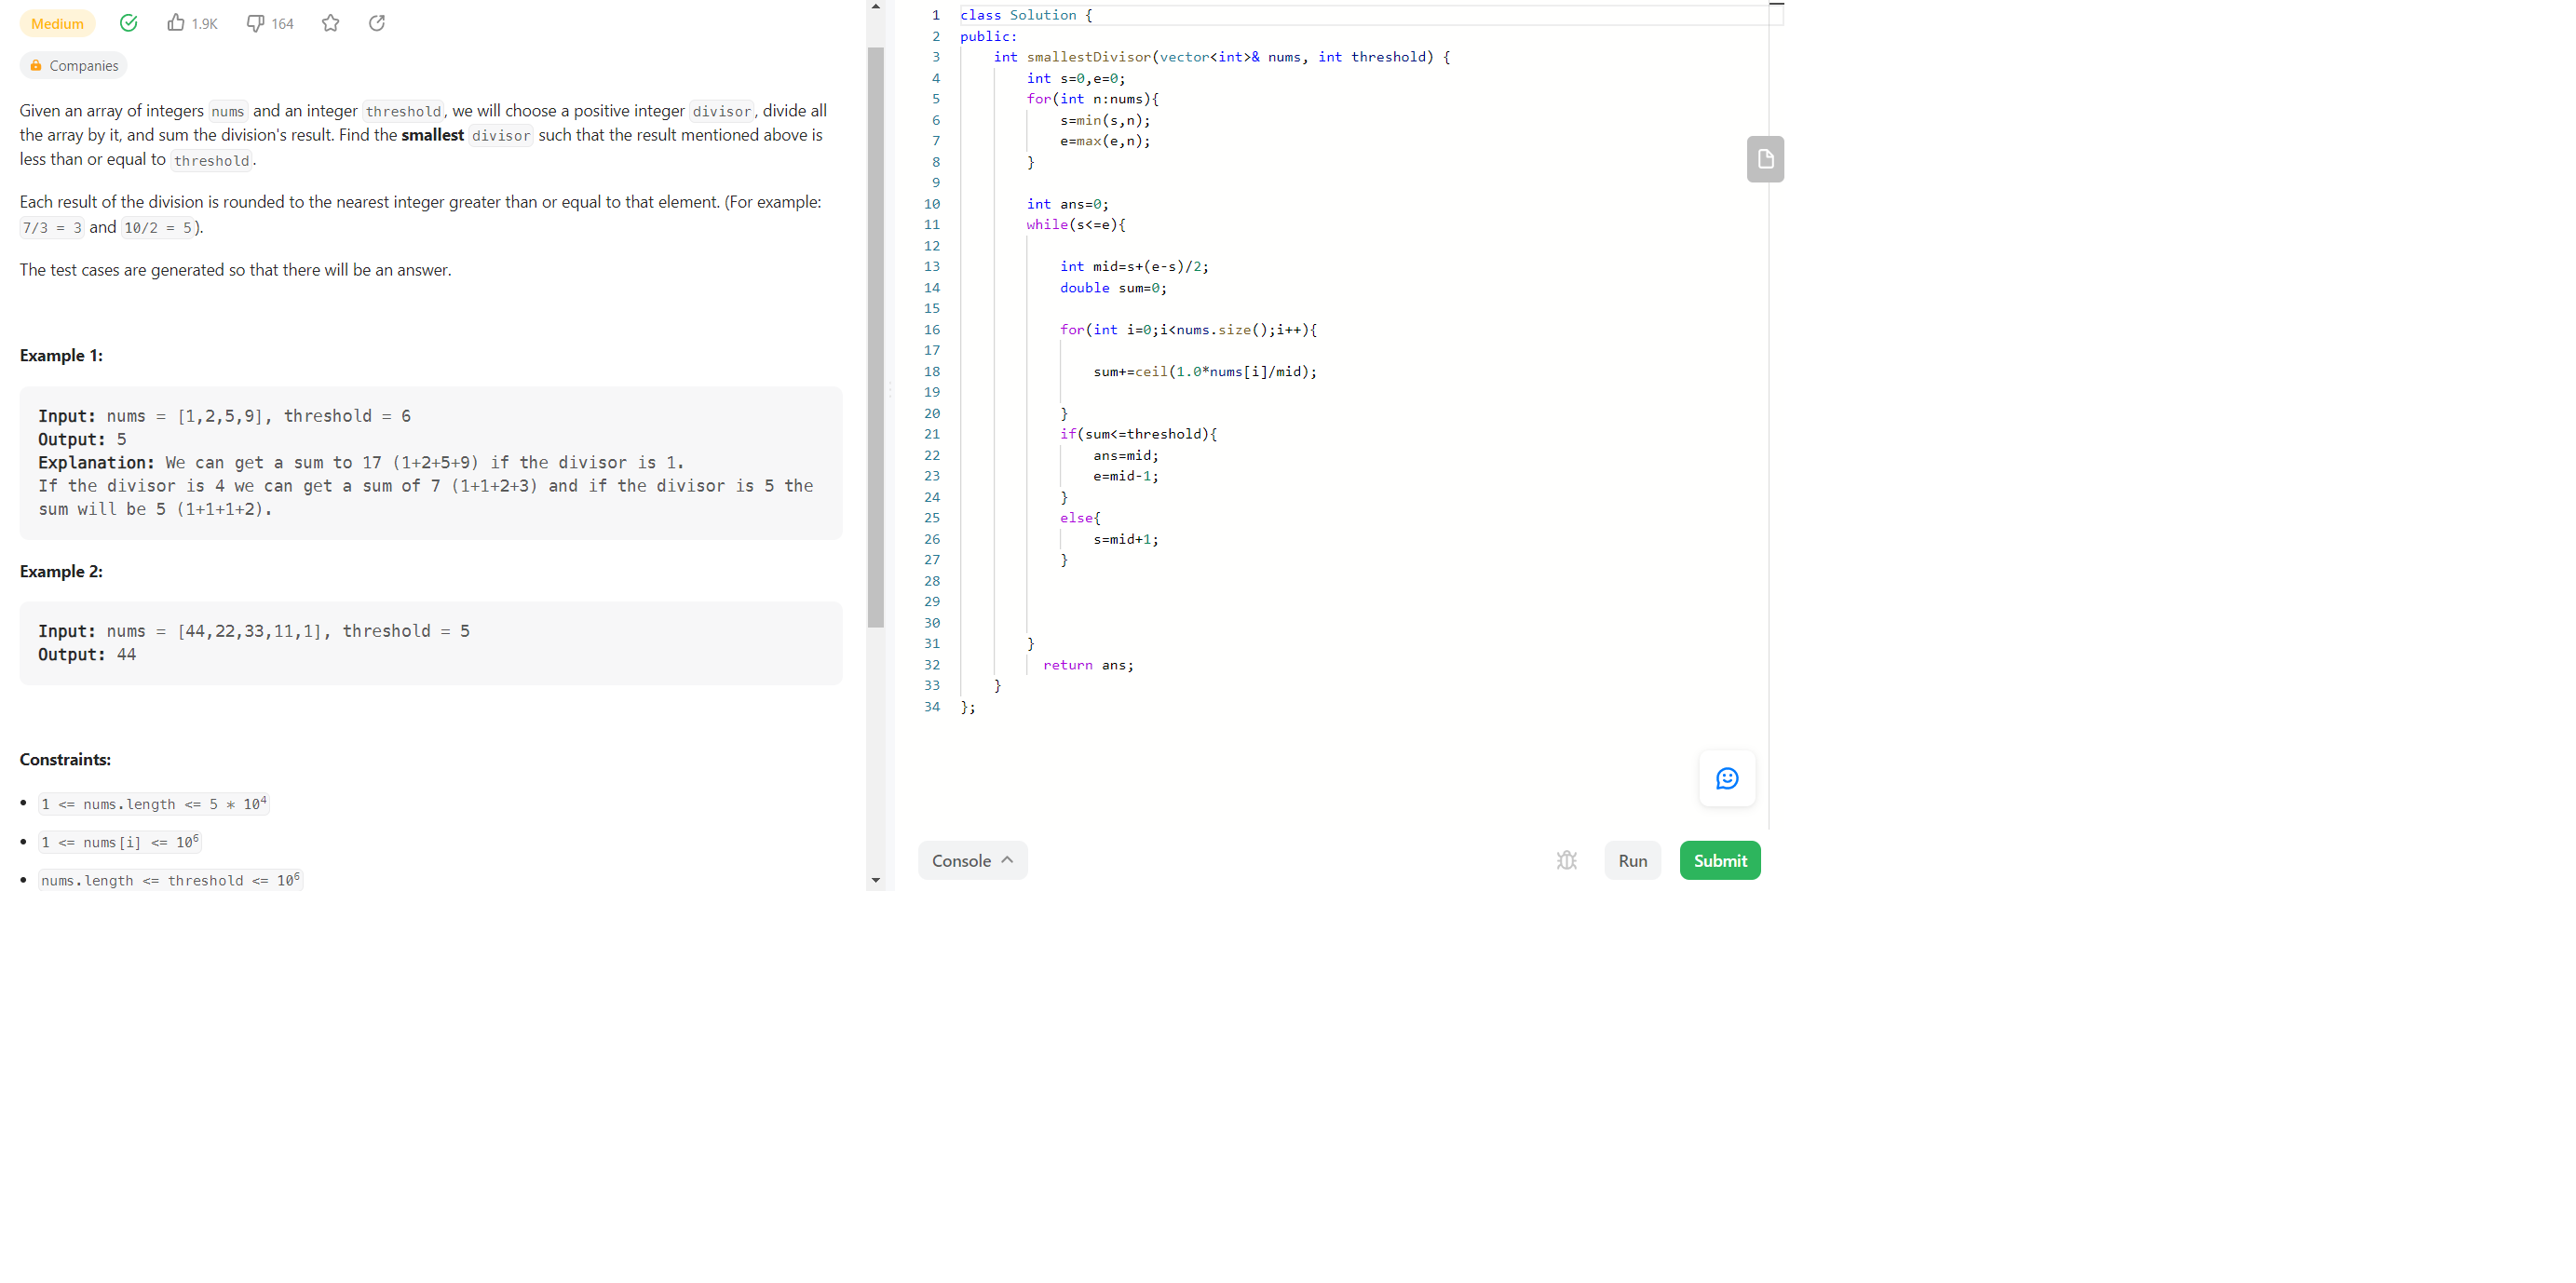 Medium 1.9K 164
Companies
Given an array of integers nums and an integer threshold, we will choose a positive integer divisor, divide all
the array by it, and sum the division's result. Find the smallest divisor such that the result mentioned above is
less than or equal to threshold.
Each result of the division is rounded to the nearest integer greater than or equal to that element. (For example:
7/3 = 3 and 10/2 = 5).
The test cases are generated so that there will be an answer.
Example 1:
Input: nums = [1,2,5,9], threshold = 6
Output: 5
Explanation: We can get a sum to 17 (1+2+5+9) if the divisor is 1.
If the divisor is 4 we can get a sum of 7 (1+1+2+3) and if the divisor is 5 the
sum will be 5 (1+1+1+2).
Example 2:
Input: nums = [44,22,33,11,1], threshold = 5
Output: 44
Constraints:
• 1 <= nums.length <= 5 * 10⁴
• 1 <= nums[i] <= 10⁶
• nums.length <= threshold <= 10⁶
1 class Solution {
2 public:
3 int smallestDivisor(vector<int>& nums, int threshold) {
4 int s=0,e=0;
5 for(int n:nums){
6 s=min(s,n);
7 e=max(e,n);
8 }
9
10 int ans=0;
11 while(s<=e){
12
13 int mid=s+(e-s)/2;
14 double sum=0;
15
16 for(int i=0;i<nums.size();i++){
17
18 sum+=ceil(1.0*nums[i]/mid);
19
20 }
21 if(sum<=threshold){
22 ans=mid;
23 e=mid-1;
24 }
25 else{
26 s=mid+1;
27 }
28
29
30
31 }
32 return ans;
33 }
34 };
Console Run Submit